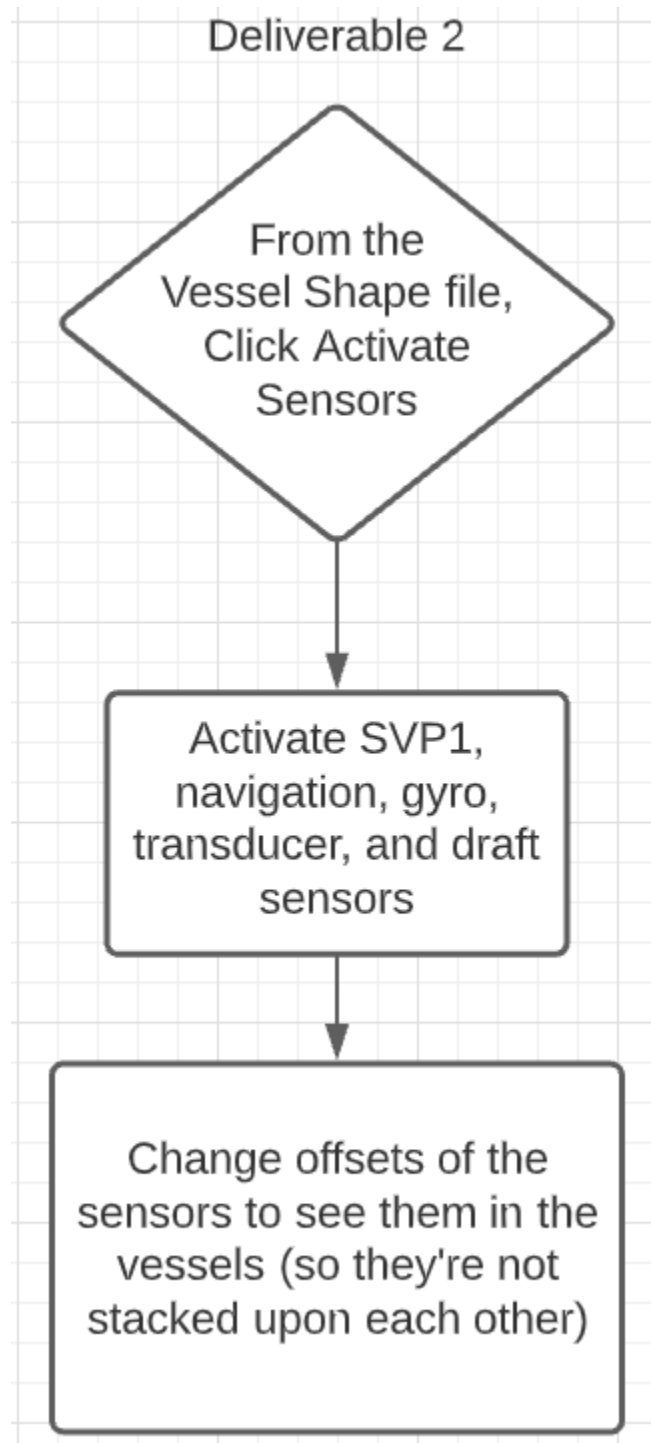 Deliverable 2
From the
Vessel Shape file,
Click Activate
Sensors
Activate SVP1,
navigation, gyro,
transducer, and draft
sensors
Change offsets of the
sensors to see them in the
vessels (so they're not
stacked upon each other)